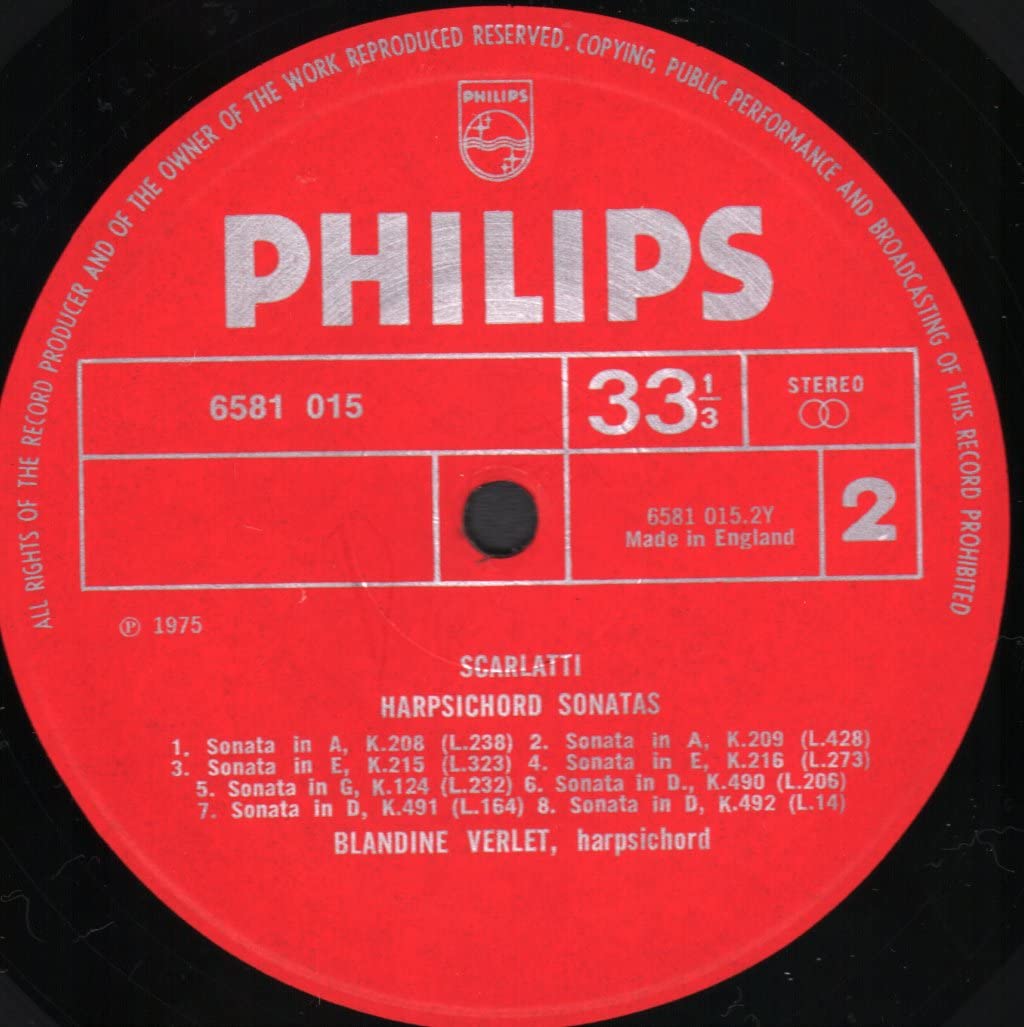 ALL RIGHTS OF THE RECORD PRODUCER AND OF THE OWNER OF THE WORK REPRODUCED RESERVED. COPYING, PUBLIC PERFORMANCE AND BROADCASTING OF THIS RECORD PROHIBITED
PHILIPS
PHILIPS
6581 015
33 1/3
STEREO
6581 015.2Y
Made in England
2
℗ 1975
SCARLATTI
HARPSICHORD SONATAS
1. Sonata in A, K.208 (L.238) 2. Sonata in A, K.209 (L.428)
3. Sonata in E, K.215 (L.323) 4. Sonata in E, K.216 (L.273)
5. Sonata in G, K.124 (L.232) 6. Sonata in D., K.490 (L.206)
7. Sonata in D, K.491 (L.164) 8. Sonata in D, K.492 (L.14)
BLANDINE VERLET, harpsichord